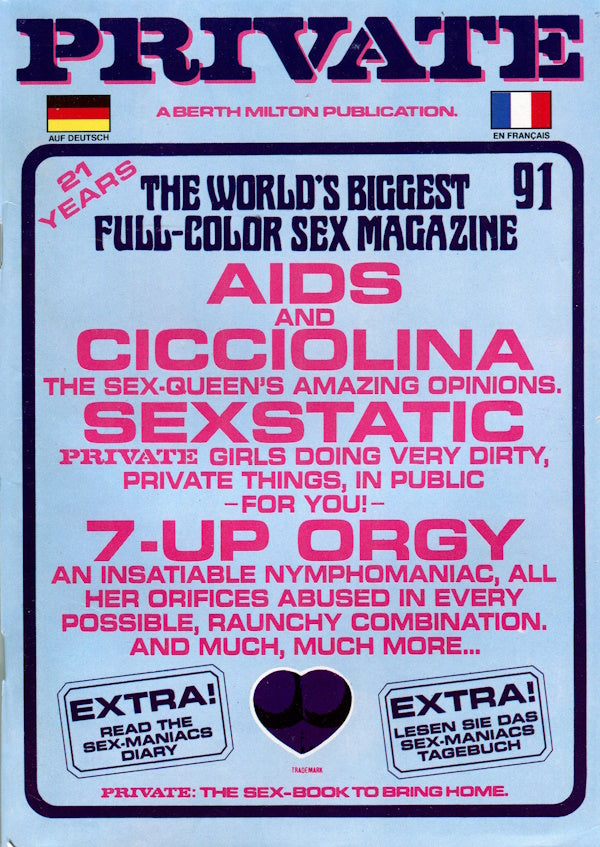 PRIVATE
AUF DEUTSCH
A BERTH MILTON PUBLICATION.
EN FRANÇAIS
21 YEARS
THE WORLD'S BIGGEST 91
FULL-COLOR SEX MAGAZINE
AIDS
AND
CICCIOLINA
THE SEX-QUEEN'S AMAZING OPINIONS.
SEXSTATIC
PRIVATE GIRLS DOING VERY DIRTY,
PRIVATE THINGS, IN PUBLIC
-FOR YOU!-
7-UP ORGY
AN INSATIABLE NYMPHOMANIAC, ALL
HER ORIFICES ABUSED IN EVERY
POSSIBLE, RAUNCHY COMBINATION.
AND MUCH, MUCH MORE...
EXTRA!
READ THE
SEX-MANIACS
DIARY
TRADEMARK
EXTRA!
LESEN SIE DAS
SEX-MANIACS
TAGEBUCH
PRIVATE: THE SEX-BOOK TO BRING HOME.